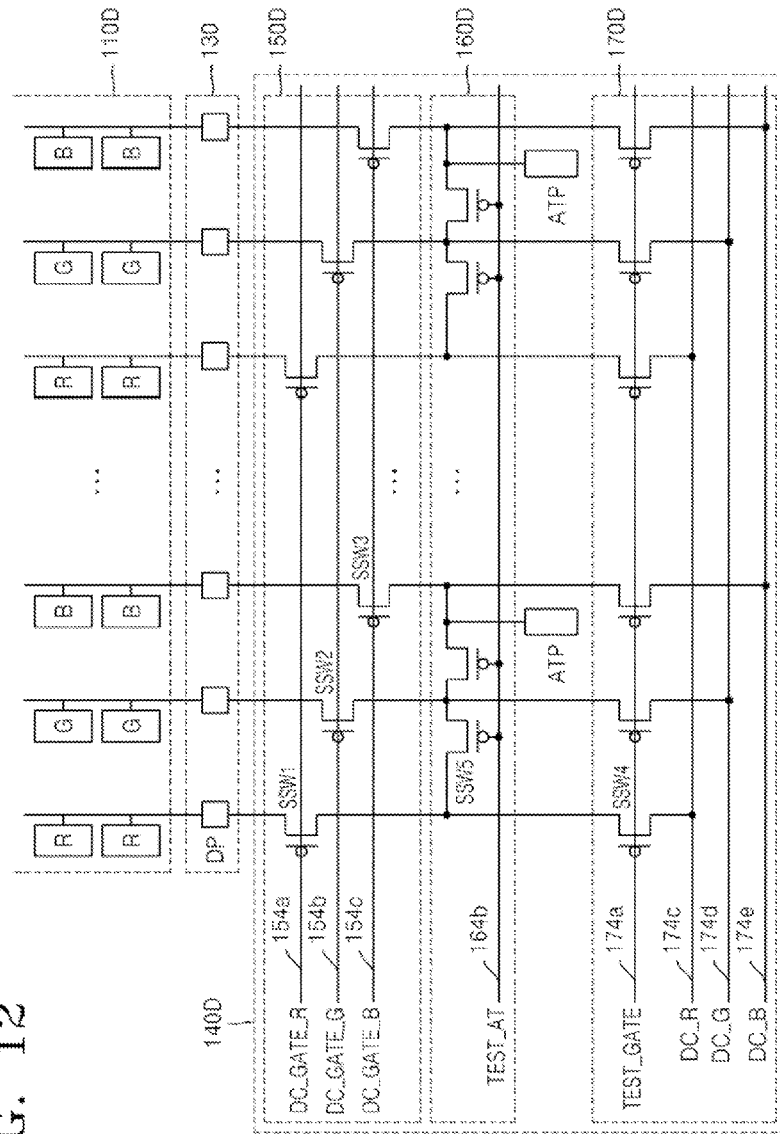 G. 12
110D
130
150D
160D
170D
R G B ... R G B
R G B ... R G B
DP ...
140D
DC_GATE_R 154a SSW1
DC_GATE_G 154b SSW2
DC_GATE_B 154c SSW3
...
...
SSW5
TEST_AT 164b
ATP ATP
SSW4
TEST_GATE 174a
DC_R 174c
DC_G 174d
DC_B 174e